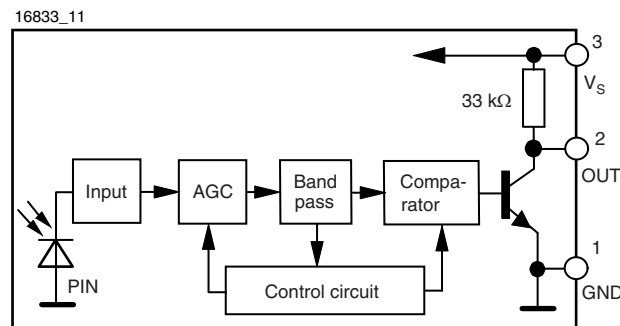 16833_11
3
33 kΩ
VS
2
Input
AGC
Band
pass
Compa-
rator
OUT
1
PIN
Control circuit
GND